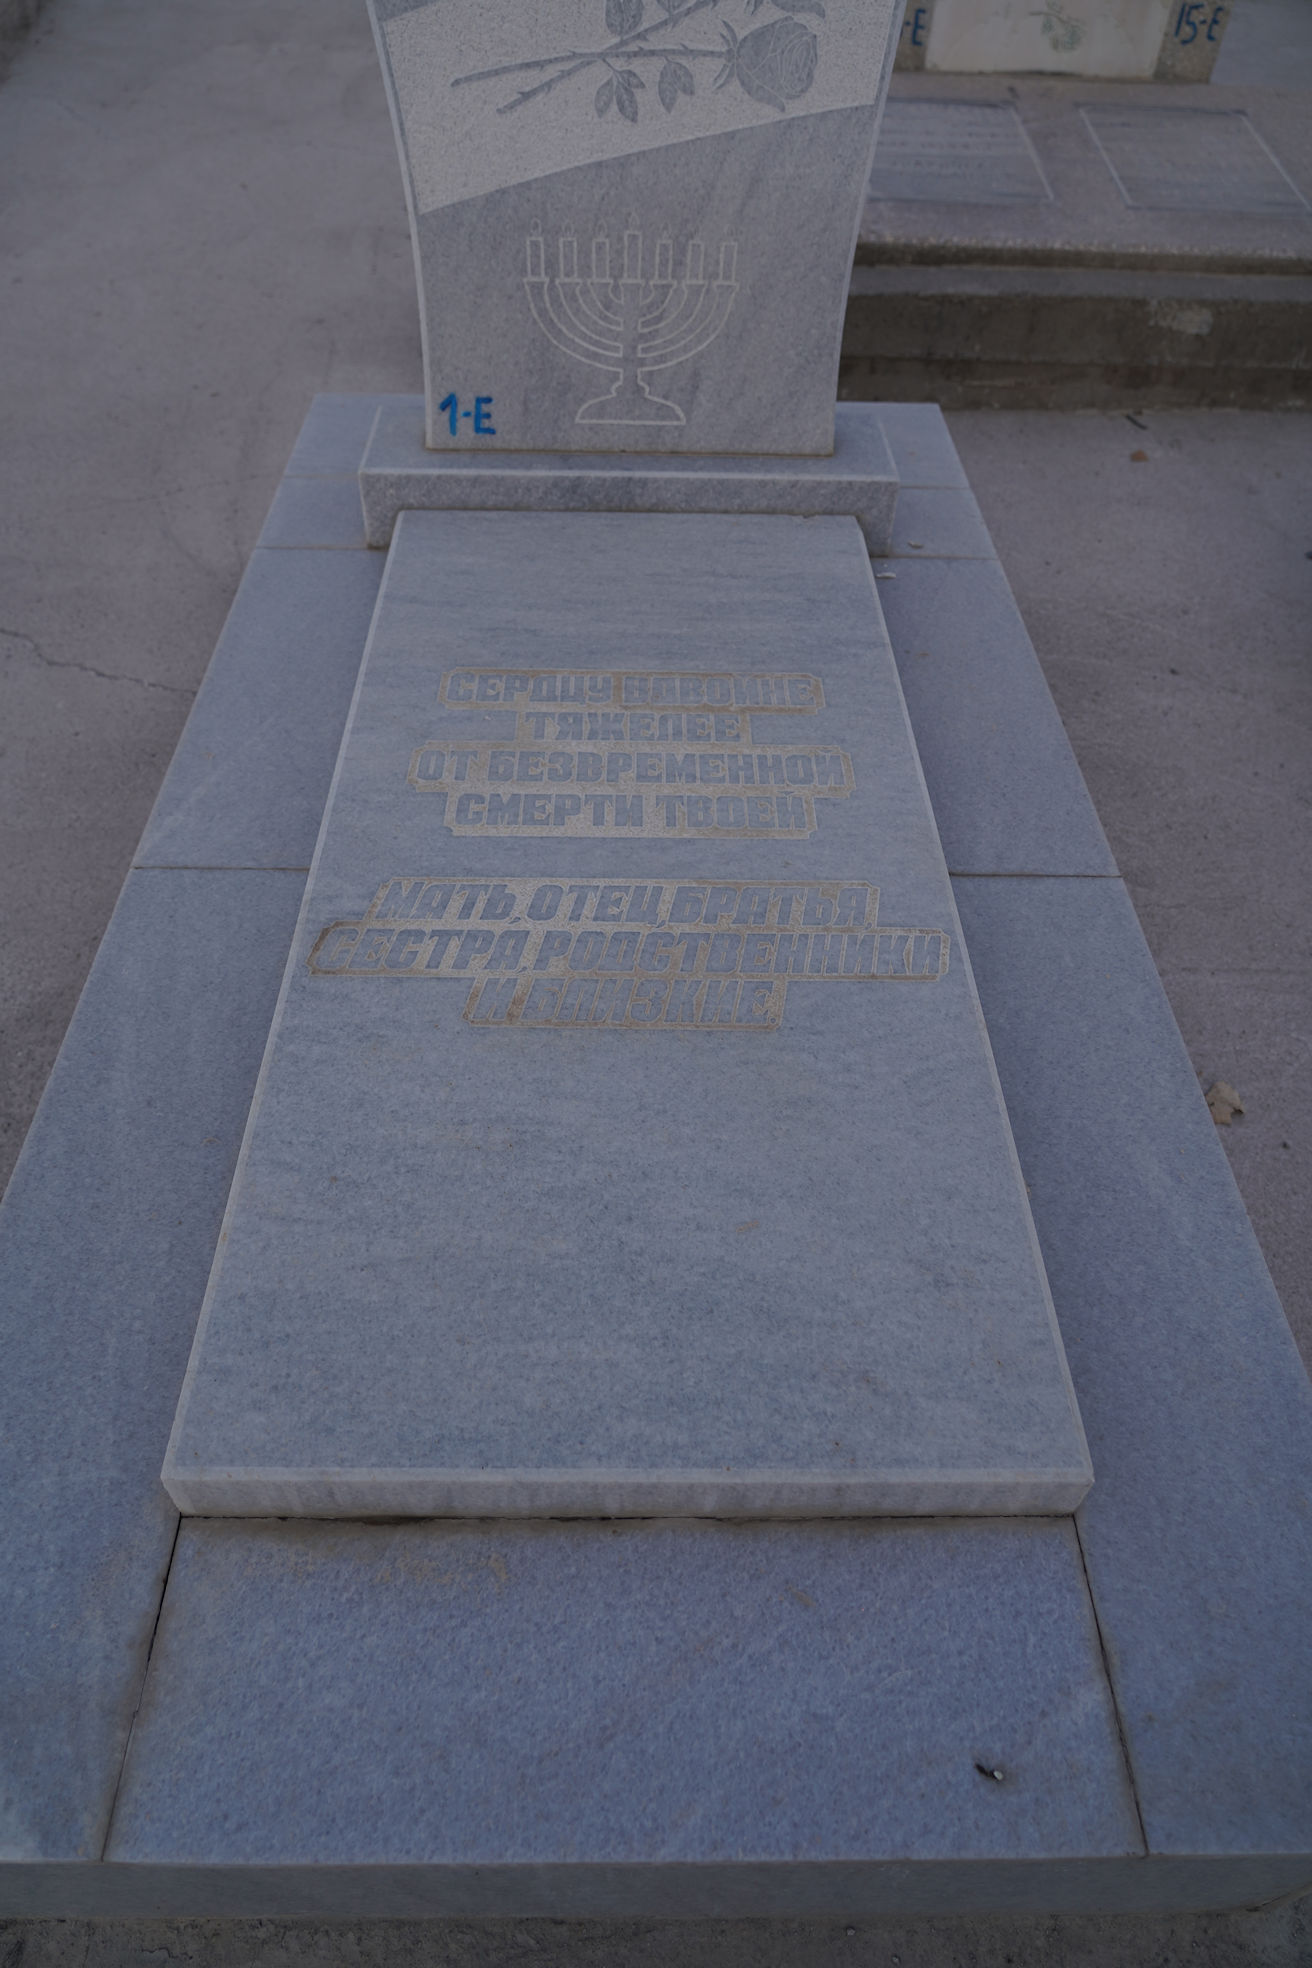 15-E
1-E
СЕРДЦУ ВДВОЙНЕ
ТЯЖЕЛЕЕ
ОТ БЕЗВРЕМЕННОЙ
СМЕРТИ ТВОЕЙ
МАТЬ, ОТЕЦ, БРАТЬЯ,
СЕСТРА, РОДСТВЕННИКИ
И БЛИЗКИЕ.